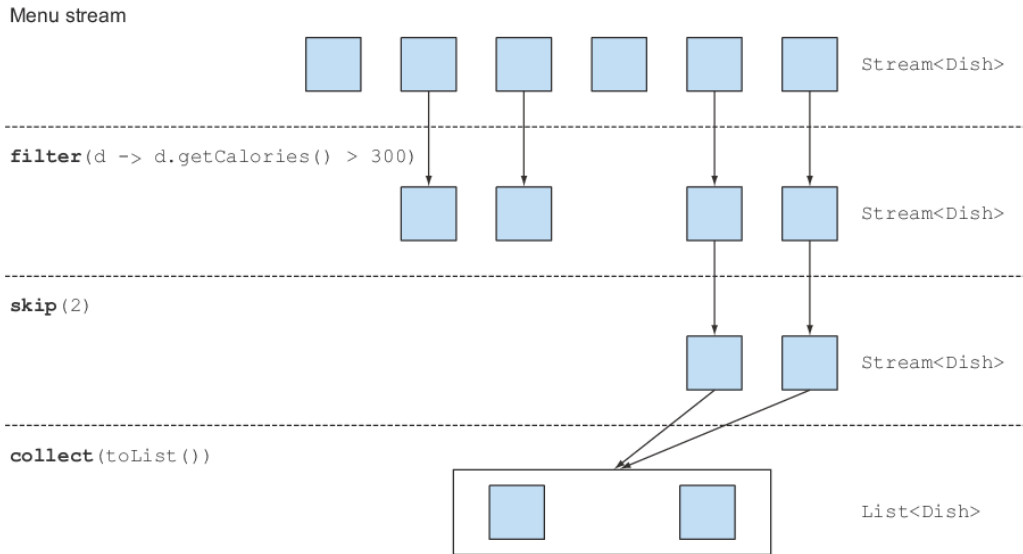 Menu stream
Stream<Dish>
filter(d -> d.getCalories() > 300)
Stream<Dish>
skip(2)
Stream<Dish>
collect(toList())
List<Dish>